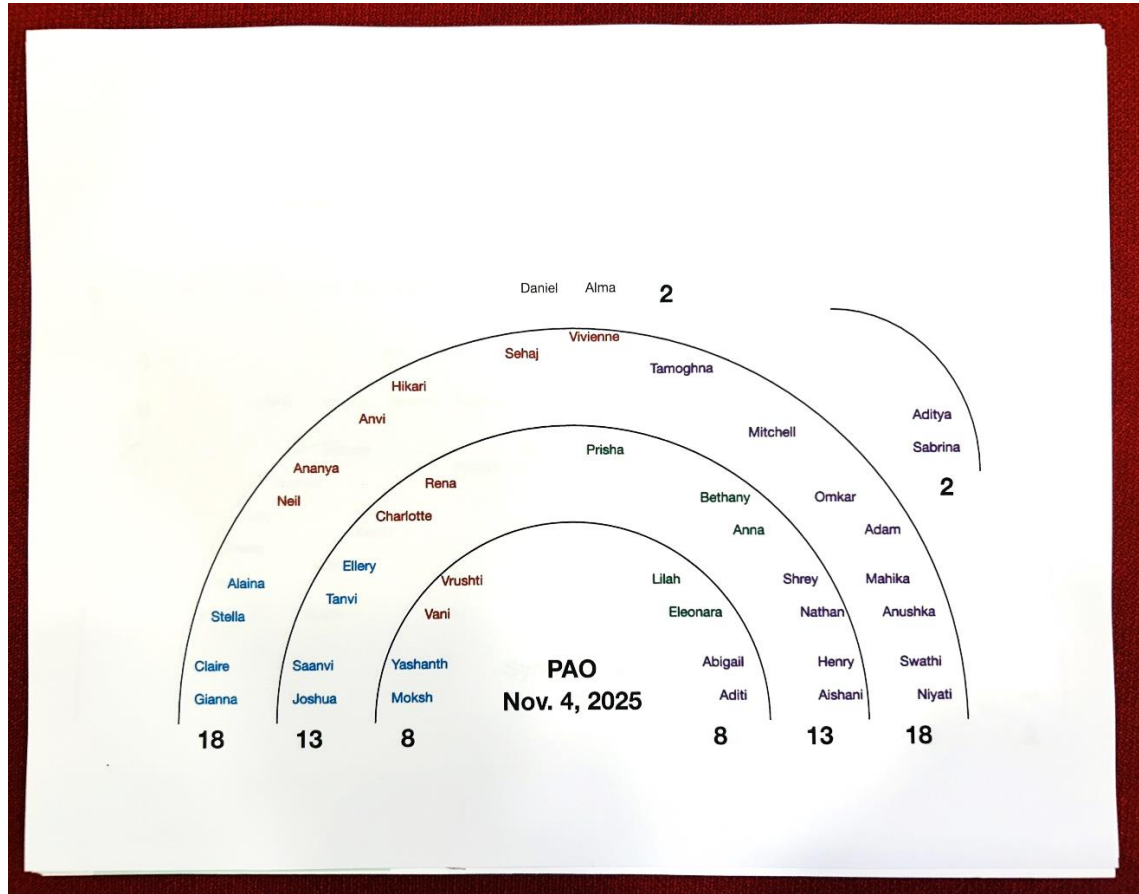 Daniel Alma 2
Vivienne
Sehaj
Tamoghna
Hikari
Anvi
Mitchell
Aditya
Sabrina
2
Ananya
Neil
Omkar
Adam
Prisha
Rena
Charlotte
Bethany
Anna
Alaina
Stella
Ellery
Tanvi
Vrushti
Vani
Lilah
Eleonara
Shrey
Nathan
Mahika
Anushka
Claire
Gianna
Saanvi
Joshua
Yashanth
Moksh
PAO
Nov. 4, 2025
Abigail
Aditi
Henry
Aishani
Swathi
Niyati
18 13 8 8 13 18